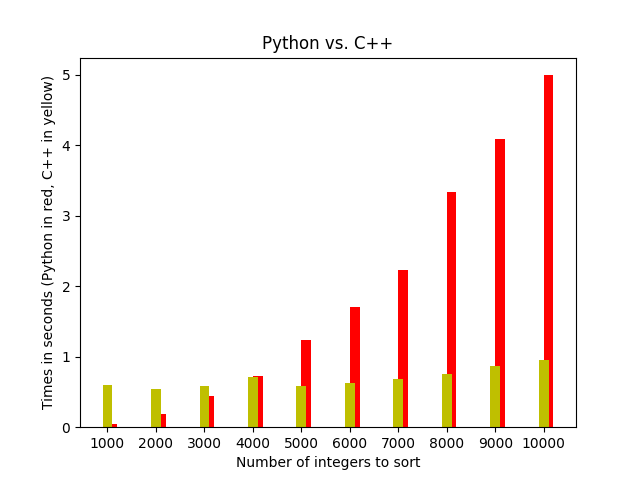 Python vs. C++
Times in seconds (Python in red, C++ in yellow)
5
4
3
2
1
0
1000 2000 3000 4000 5000 6000 7000 8000 9000 10000
Number of integers to sort